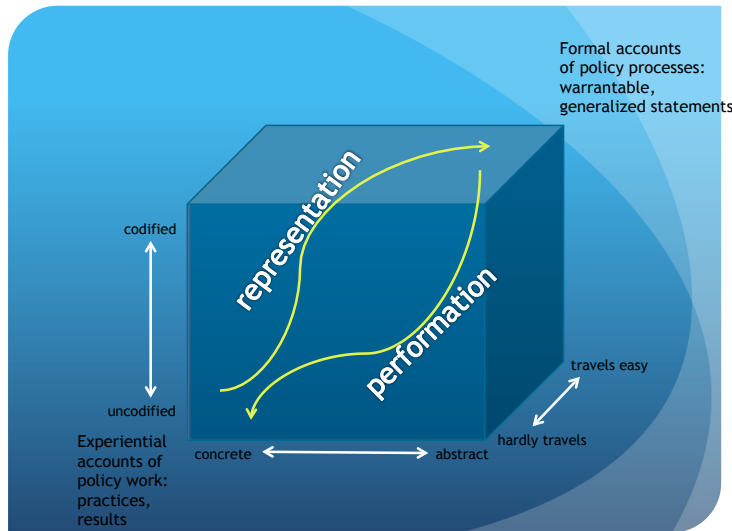 Formal accounts
of policy processes:
warrantable,
generalized statements
representation
codified
performation
travels easy
uncodified
hardly travels
Experiential
accounts of
policy work:
practices,
results
concrete
abstract